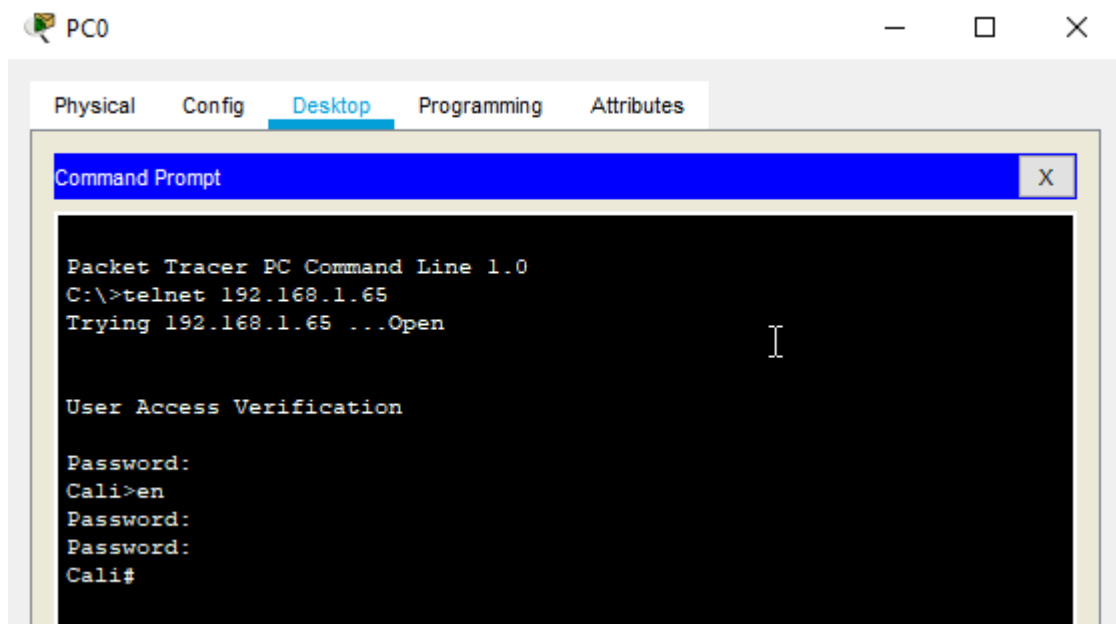 PC0
Physical Config Desktop Programming Attributes
Command Prompt X
Packet Tracer PC Command Line 1.0
C:\>telnet 192.168.1.65
Trying 192.168.1.65 ...Open
User Access Verification
Password:
Cali>en
Password:
Password:
Cali#